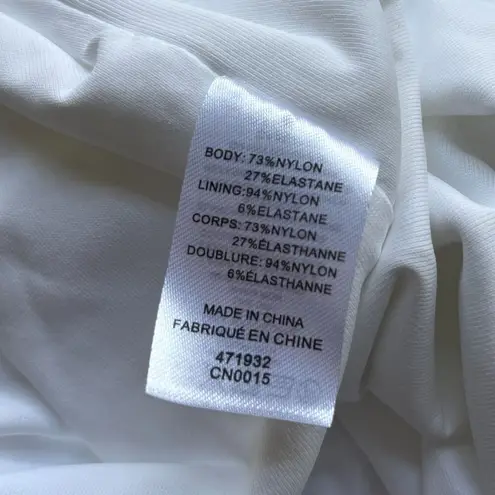 BODY: 73%NYLON
27%ELASTANE
LINING:94%NYLON
6%ELASTANE
CORPS: 73%NYLON
27%ÉLASTHANNE
DOUBLURE: 94%NYLON
6%ÉLASTHANNE
MADE IN CHINA
FABRIQUÉ EN CHINE
471932
CN0015